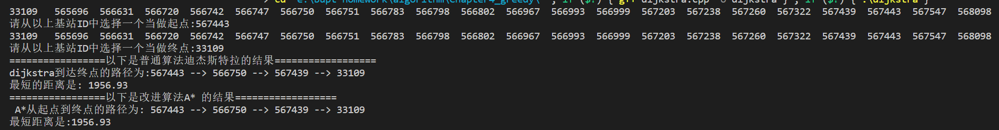 cd "e:\bupt homework\algorithm\chapter4_greedy\" ; if ($?) { g++ dijkstra.cpp -o dijkstra } ; if ($?) { .\dijkstra }
33109 565696 566631 566720 566742 566747 566750 566751 566783 566798 566802 566967 566993 566999 567203 567238 567260 567322 567439 567443 567547 568098
请从以上基站ID中选择一个当做起点:567443
33109 565696 566631 566720 566742 566747 566750 566751 566783 566798 566802 566967 566993 566999 567203 567238 567260 567322 567439 567443 567547 568098
请从以上基站ID中选择一个当做终点:33109
=================以下是普通算法迪杰斯特拉的结果==================
dijkstra到达终点的路径为:567443 --> 566750 --> 567439 --> 33109
最短的距离是: 1956.93
=================以下是改进算法A* 的结果==================
A*从起点到终点的路径为: 567443 --> 566750 --> 567439 --> 33109
最短距离是:1956.93